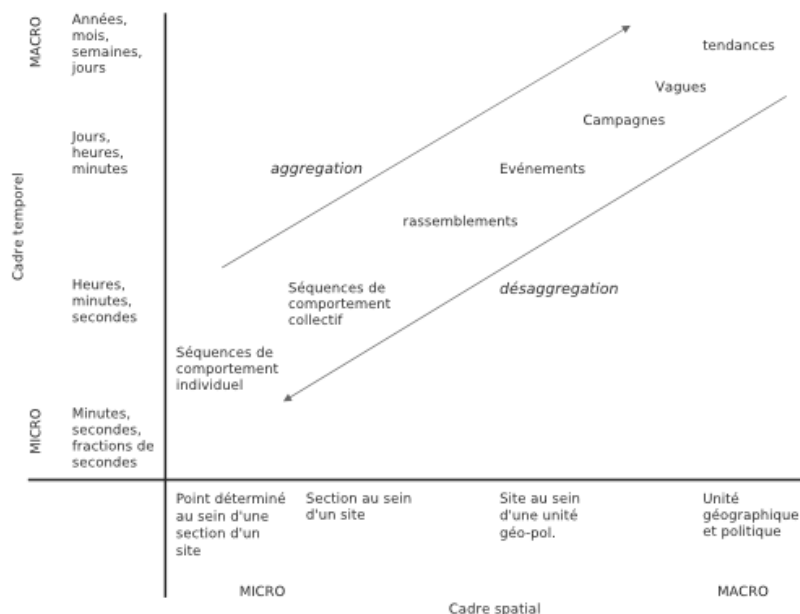 MACRO
Années,
mois,
semaines,
jours
tendances
Vagues
Campagnes
Jours,
heures,
minutes
aggregation
Evénements
rassemblements
Cadre temporel
Heures,
minutes,
secondes
Séquences de
comportement
collectif
désaggregation
Séquences de
comportement
individuel
MICRO
Minutes,
secondes,
fractions de
secondes
Point déterminé
au sein d'une
section d'un
site
Section au sein
d'un site
Site au sein
d'une unité
géo-pol.
Unité
géographique
et politique
MICRO
MACRO
Cadre spatial